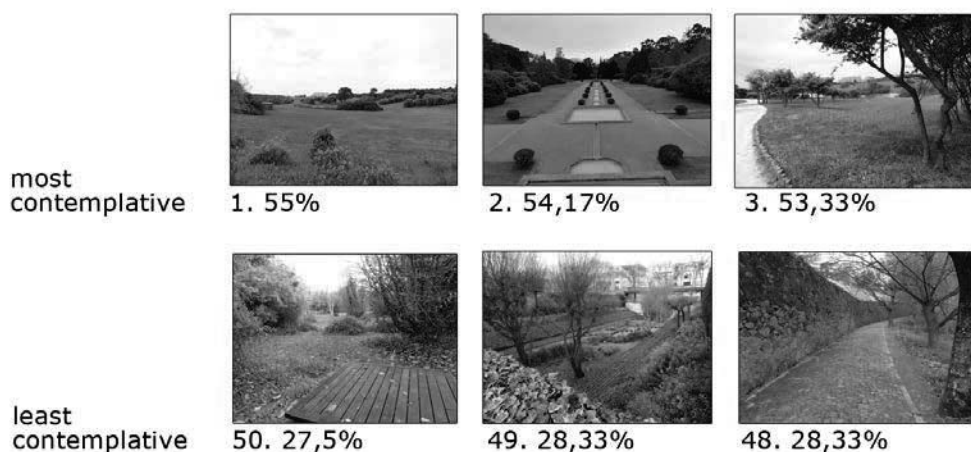 most
contemplative
1. 55%
2. 54,17%
3. 53,33%
least
contemplative
50. 27,5%
49. 28,33%
48. 28,33%